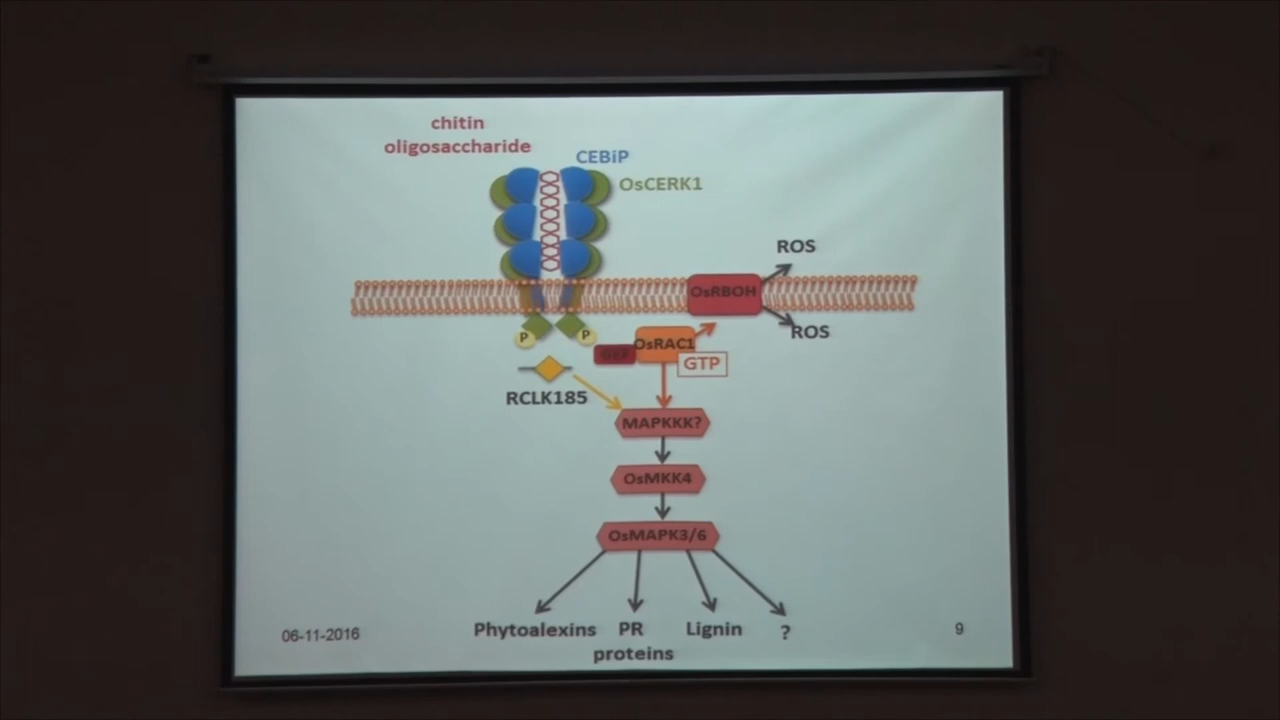 chitin
oligosaccharide
CEBiP
OsCERK1
ROS
OsRBOH
ROS
P
P
OsRAC1
GTP
RCLK185
MAPKKK?
OsMKK4
OsMAPK3/6
Phytoalexins
PR
proteins
Lignin
?
06-11-2016
9